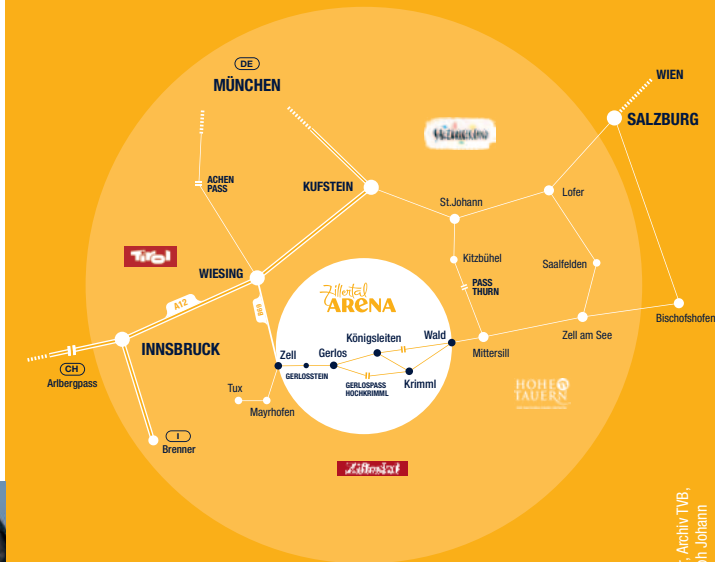 DE
MÜNCHEN
WIEN
SALZBURG
ACHEN
PASS
KUFSTEIN
Lofer
St.Johann
Tirol
WIESING
Kitzbühel
Saalfelden
PASS
THURN
Zillertal
ARENA
A12
B169
Bischofshofen
INNSBRUCK
Königsleiten
Wald
Zell am See
Zell
Gerlos
Mittersill
CH
Arlbergpass
GERLOSSTEIN
GERLOSPASS
HOCHKRIMML
Krimml
Tux
Mayrhofen
HOHE
TAUERN
I
Brenner
Zillertal
, Archiv TVB,
h Johann